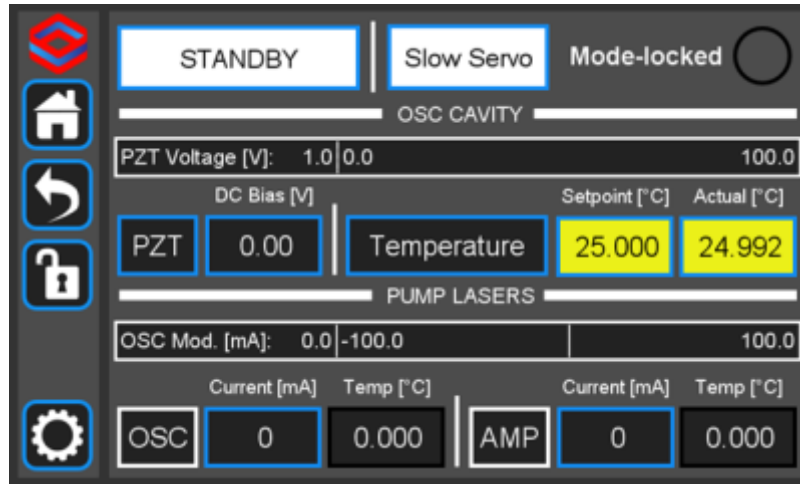 STANDBY Slow Servo Mode-locked
OSC CAVITY
PZT Voltage [V]: 1.0 0.0 100.0
DC Bias [V] Setpoint [°C] Actual [°C]
PZT 0.00 Temperature 25.000 24.992
PUMP LASERS
OSC Mod. [mA]: 0.0 -100.0 100.0
Current [mA] Temp [°C] Current [mA] Temp [°C]
OSC 0 0.000 AMP 0 0.000